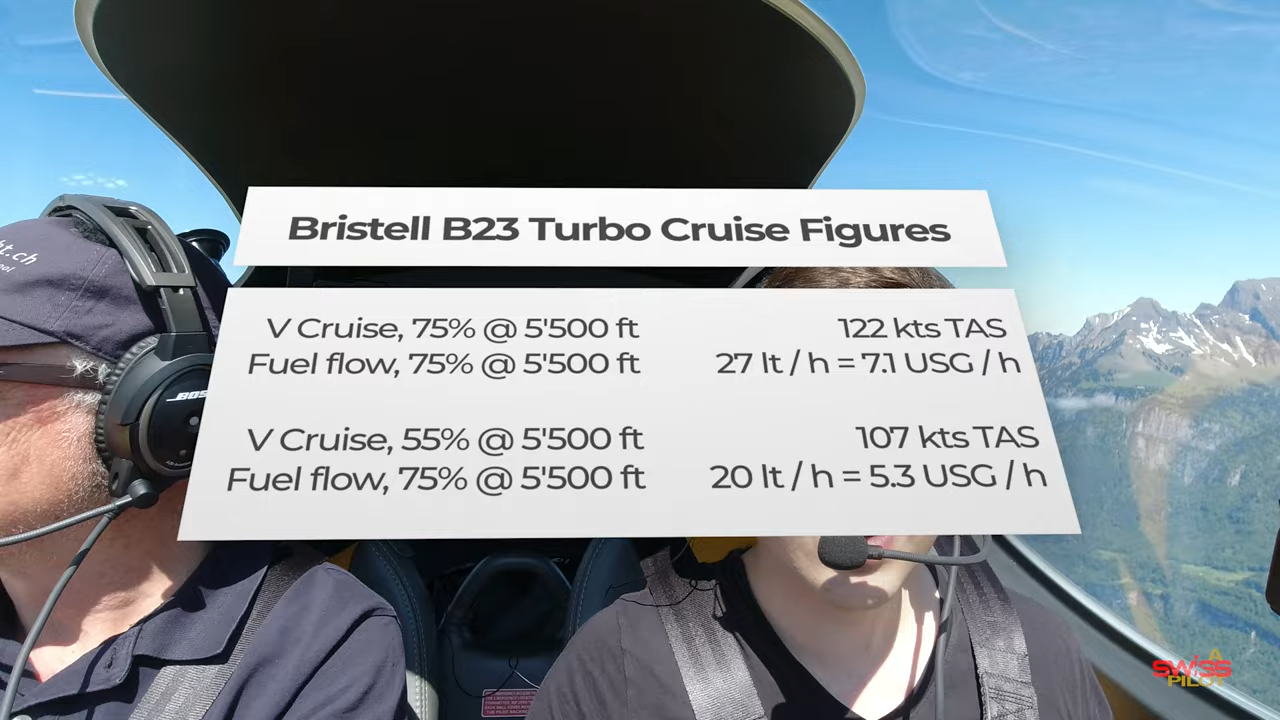 Bristell B23 Turbo Cruise Figures
V Cruise, 75% @ 5'500 ft 122 kts TAS
Fuel flow, 75% @ 5'500 ft 27 lt / h = 7.1 USG / h
V Cruise, 55% @ 5'500 ft 107 kts TAS
Fuel flow, 75% @ 5'500 ft 20 lt / h = 5.3 USG / h
A
SWISS
PILOT